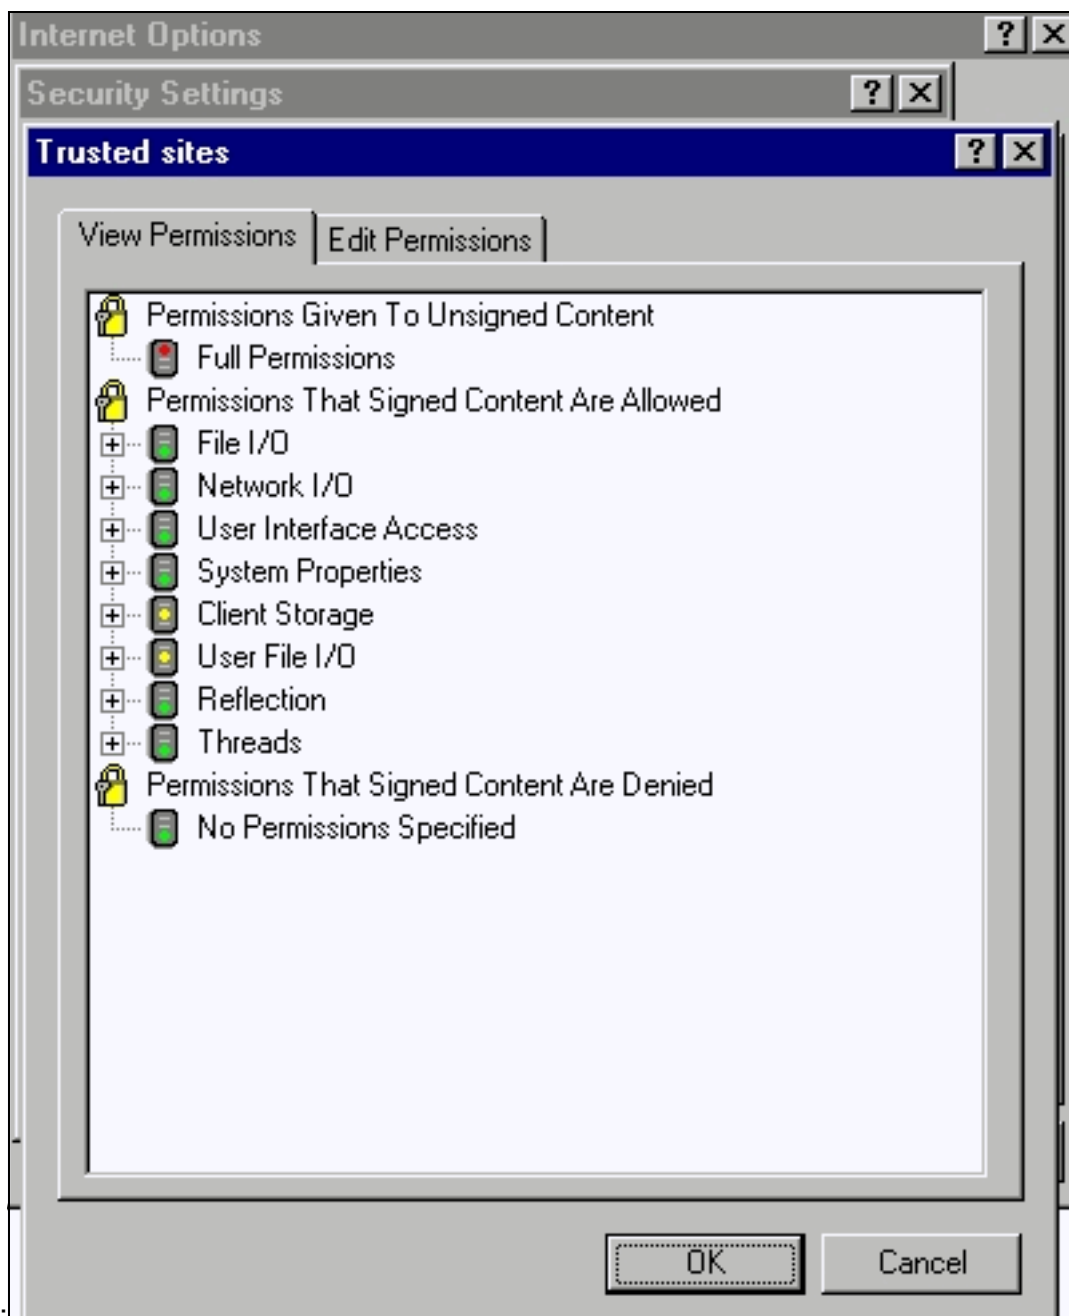 Internet Options
Security Settings
Trusted sites
View Permissions Edit Permissions
Permissions Given To Unsigned Content
Full Permissions
Permissions That Signed Content Are Allowed
File I/O
Network I/O
User Interface Access
System Properties
Client Storage
User File I/O
Reflection
Threads
Permissions That Signed Content Are Denied
No Permissions Specified
OK Cancel